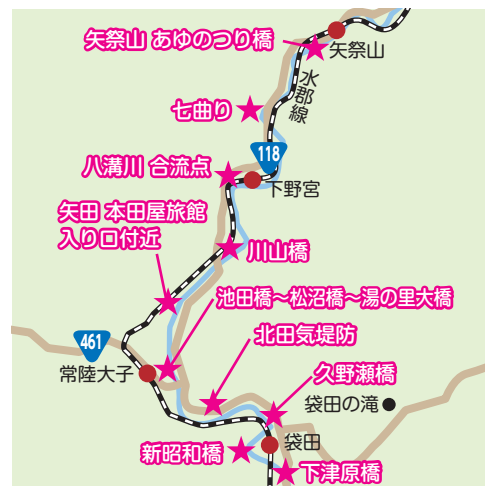 矢祭山 あゆのつり橋
矢祭山
水郡線
七曲り
118
八溝川 合流点
下野宮
矢田 本田屋旅館
入り口付近
川山橋
池田橋～松沼橋～湯の里大橋
461
北田気堤防
常陸大子
久野瀬橋
袋田の滝
袋田
新昭和橋
下津原橋